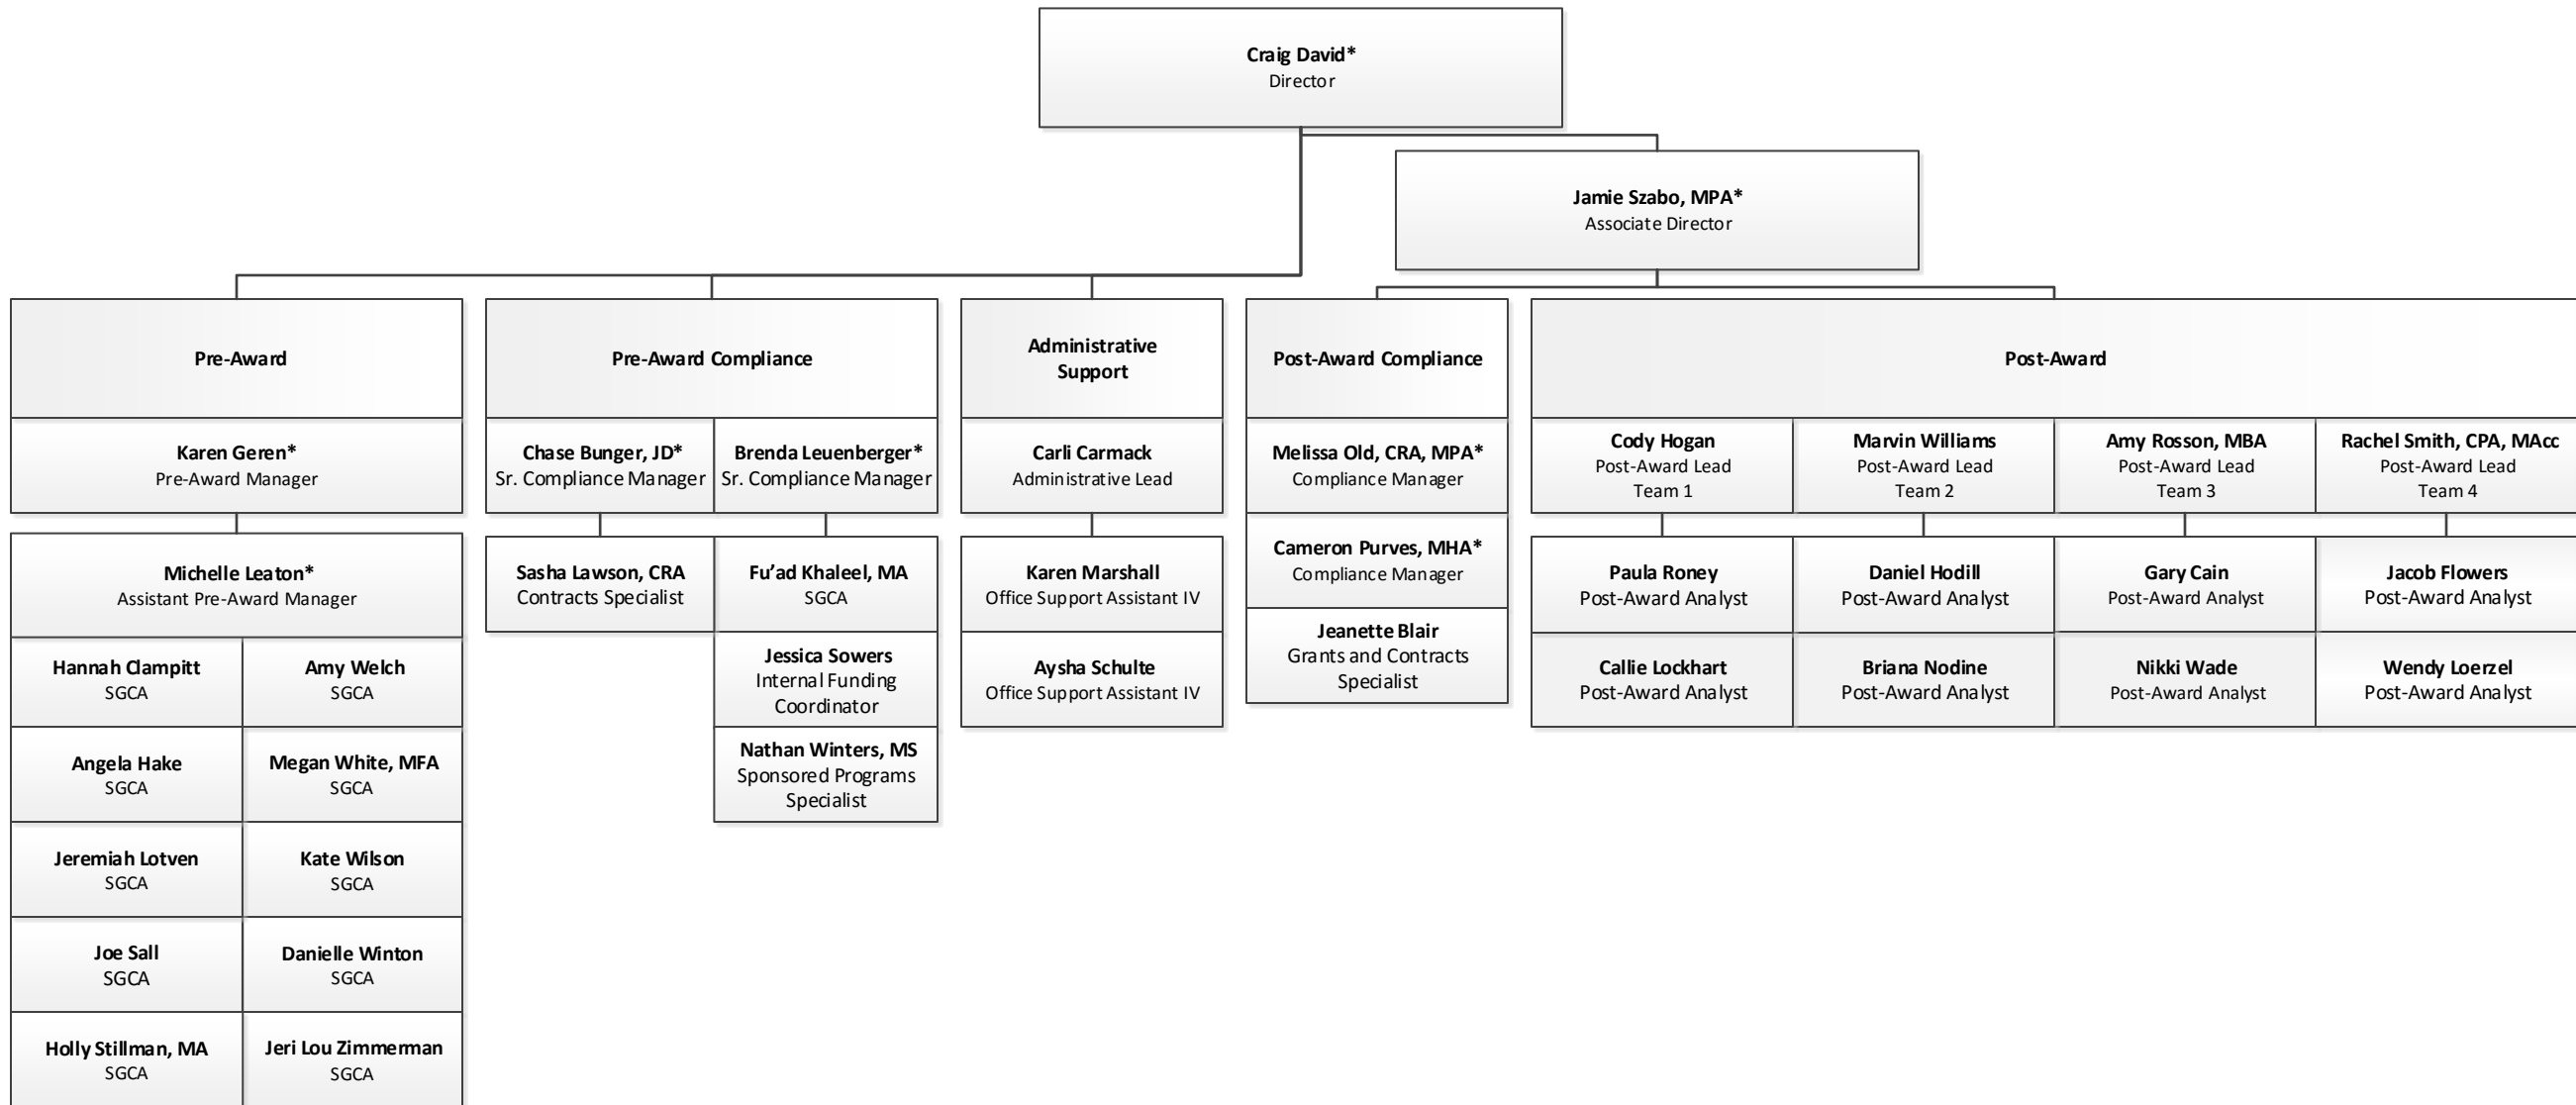 Craig David*
Director
Jamie Szabo, MPA*
Associate Director
Pre-Award
Karen Geren*
Pre-Award Manager
Michelle Leaton*
Assistant Pre-Award Manager
Hannah Clampitt
SGCA
Amy Welch
SGCA
Angela Hake
SGCA
Megan White, MFA
SGCA
Jeremiah Lotven
SGCA
Kate Wilson
SGCA
Joe Sall
SGCA
Danielle Winton
SGCA
Holly Stillman, MA
SGCA
Jeri Lou Zimmerman
SGCA
Pre-Award Compliance
Chase Bunger, JD*
Sr. Compliance Manager
Brenda Leuenberger*
Sr. Compliance Manager
Sasha Lawson, CRA
Contracts Specialist
Fu’ad Khaleel, MA
SGCA
Jessica Sowers
Internal Funding
Coordinator
Nathan Winters, MS
Sponsored Programs
Specialist
Administrative
Support
Carli Carmack
Administrative Lead
Karen Marshall
Office Support Assistant IV
Aysha Schulte
Office Support Assistant IV
Post-Award Compliance
Melissa Old, CRA, MPA*
Compliance Manager
Cameron Purves, MHA*
Compliance Manager
Jeanette Blair
Grants and Contracts
Specialist
Post-Award
Cody Hogan
Post-Award Lead
Team 1
Marvin Williams
Post-Award Lead
Team 2
Amy Rosson, MBA
Post-Award Lead
Team 3
Rachel Smith, CPA, MAcc
Post-Award Lead
Team 4
Paula Roney
Post-Award Analyst
Daniel Hodill
Post-Award Analyst
Gary Cain
Post-Award Analyst
Jacob Flowers
Post-Award Analyst
Callie Lockhart
Post-Award Analyst
Briana Nodine
Post-Award Analyst
Nikki Wade
Post-Award Analyst
Wendy Loerzel
Post-Award Analyst